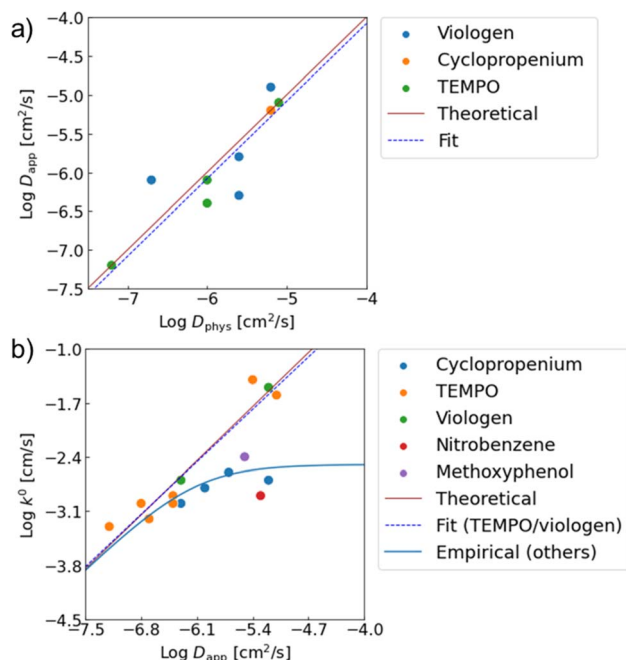 a)
Log D_app [cm²/s]
−4.0
−4.5
−5.0
−5.5
−6.0
−6.5
−7.0
−7.5
−7
−6
−5
−4
Log D_phys [cm²/s]
Viologen
Cyclopropenium
TEMPO
Theoretical
Fit
b)
Log k⁰ [cm/s]
−1.0
−1.7
−2.4
−3.1
−3.8
−4.5
−7.5
−6.8
−6.1
−5.4
−4.7
−4.0
Log D_app [cm²/s]
Cyclopropenium
TEMPO
Viologen
Nitrobenzene
Methoxyphenol
Theoretical
Fit (TEMPO/viologen)
Empirical (others)